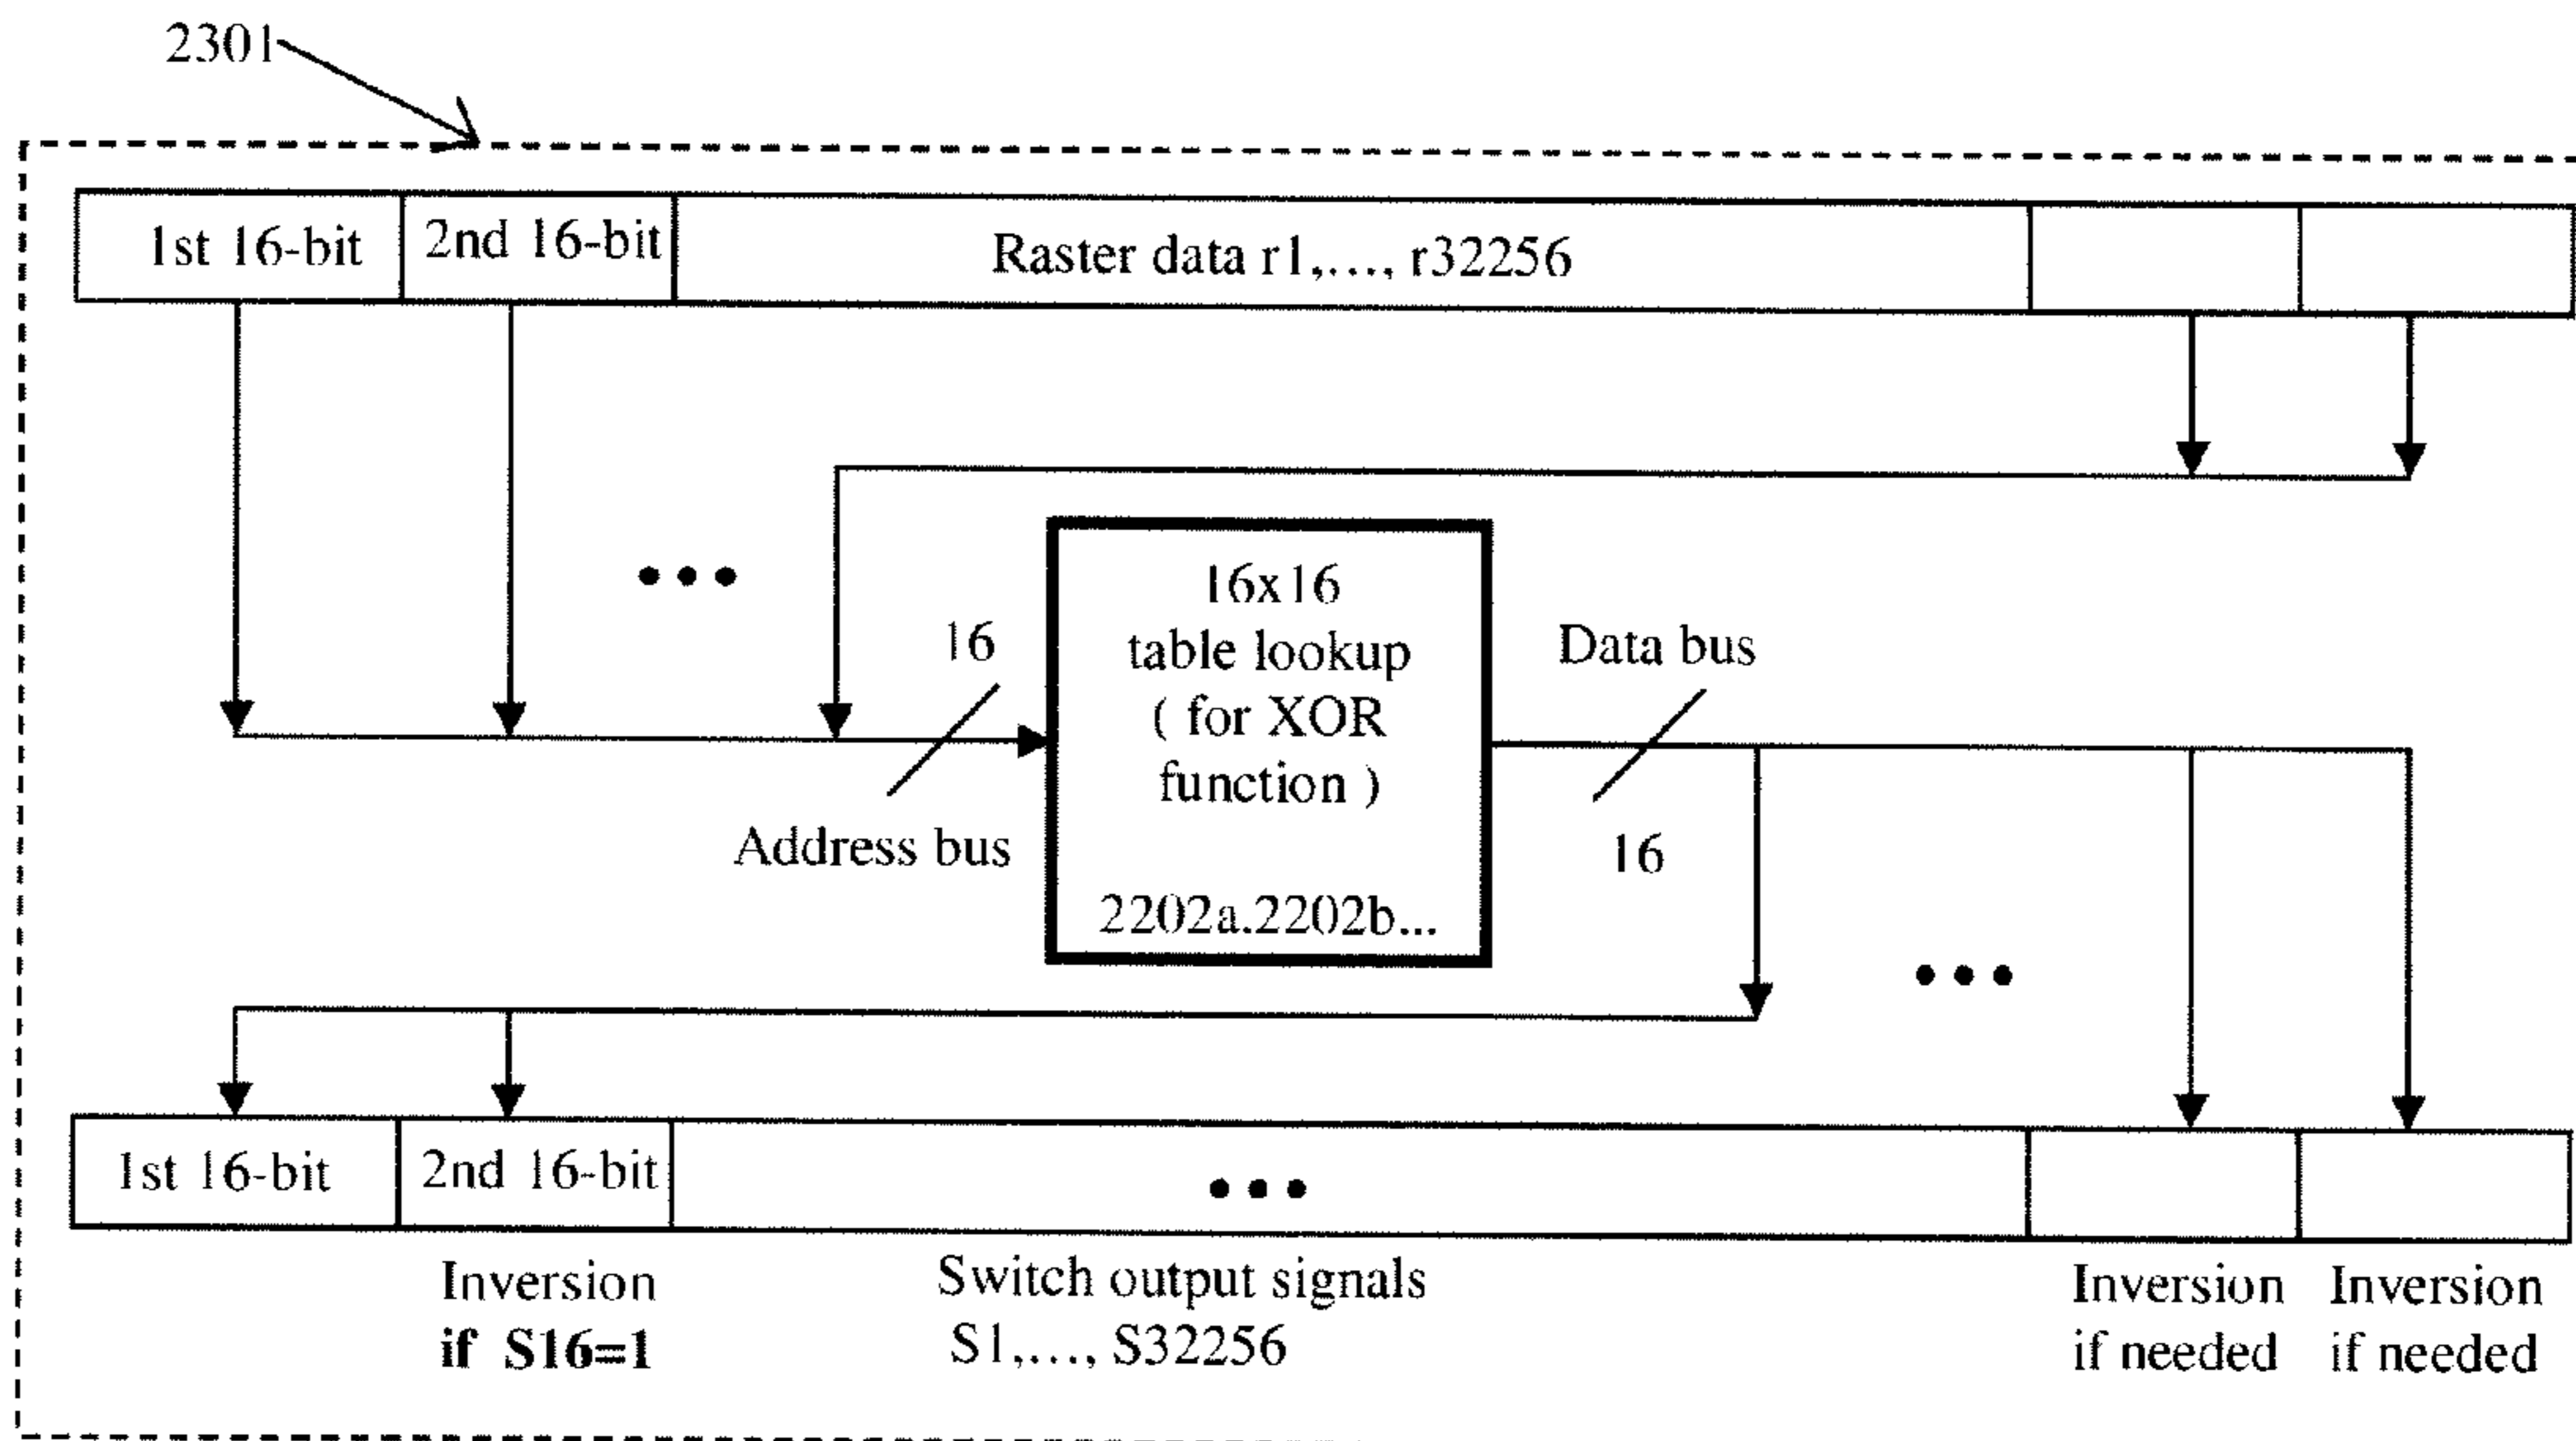 2301
1st 16-bit
2nd 16-bit
Raster data r1,..., r32256
16x16
table lookup
( for XOR
function )
2202a.2202b...
16
Address bus
Data bus
16
1st 16-bit
2nd 16-bit
Inversion
if S16=1
Switch output signals
S1,..., S32256
Inversion
if needed
Inversion
if needed